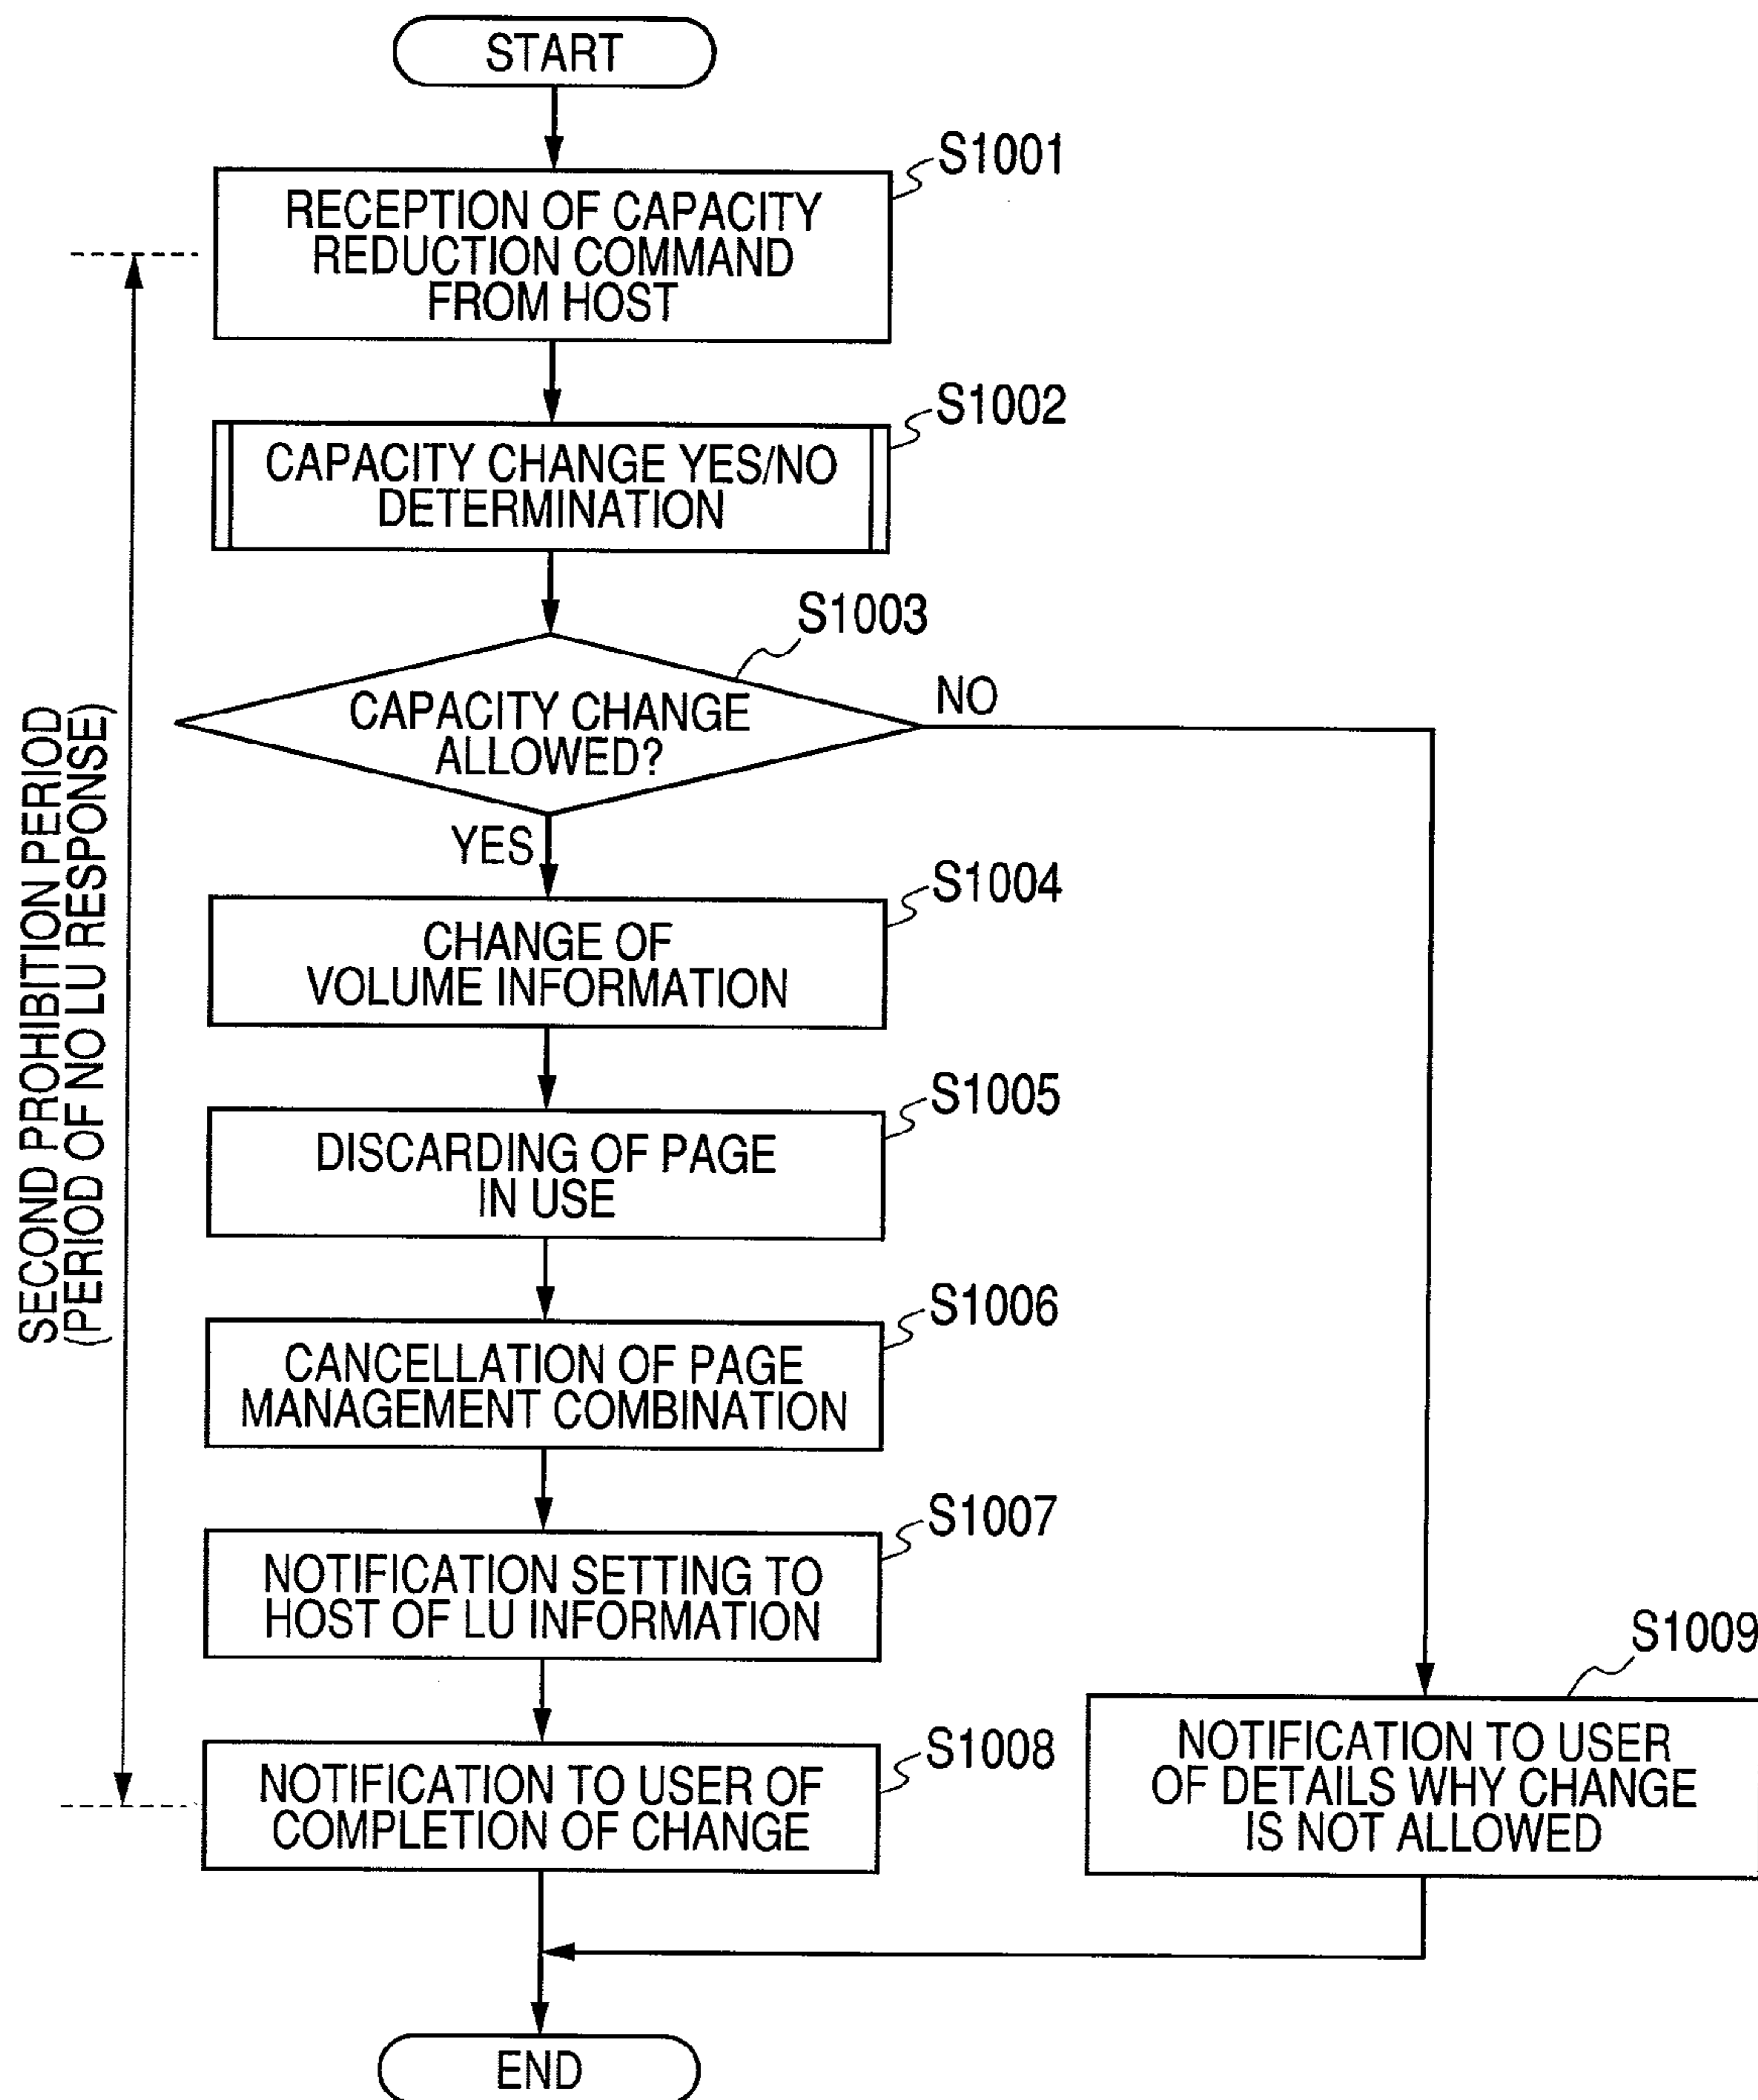 START
S1001
RECEPTION OF CAPACITY
REDUCTION COMMAND
FROM HOST
S1002
CAPACITY CHANGE YES/NO
DETERMINATION
S1003
CAPACITY CHANGE
ALLOWED?
NO
YES
SECOND PROHIBITION PERIOD
(PERIOD OF NO LU RESPONSE)
S1004
CHANGE OF
VOLUME INFORMATION
S1005
DISCARDING OF PAGE
IN USE
S1006
CANCELLATION OF PAGE
MANAGEMENT COMBINATION
S1007
NOTIFICATION SETTING TO
HOST OF LU INFORMATION
S1008
NOTIFICATION TO USER OF
COMPLETION OF CHANGE
S1009
NOTIFICATION TO USER
OF DETAILS WHY CHANGE
IS NOT ALLOWED
END